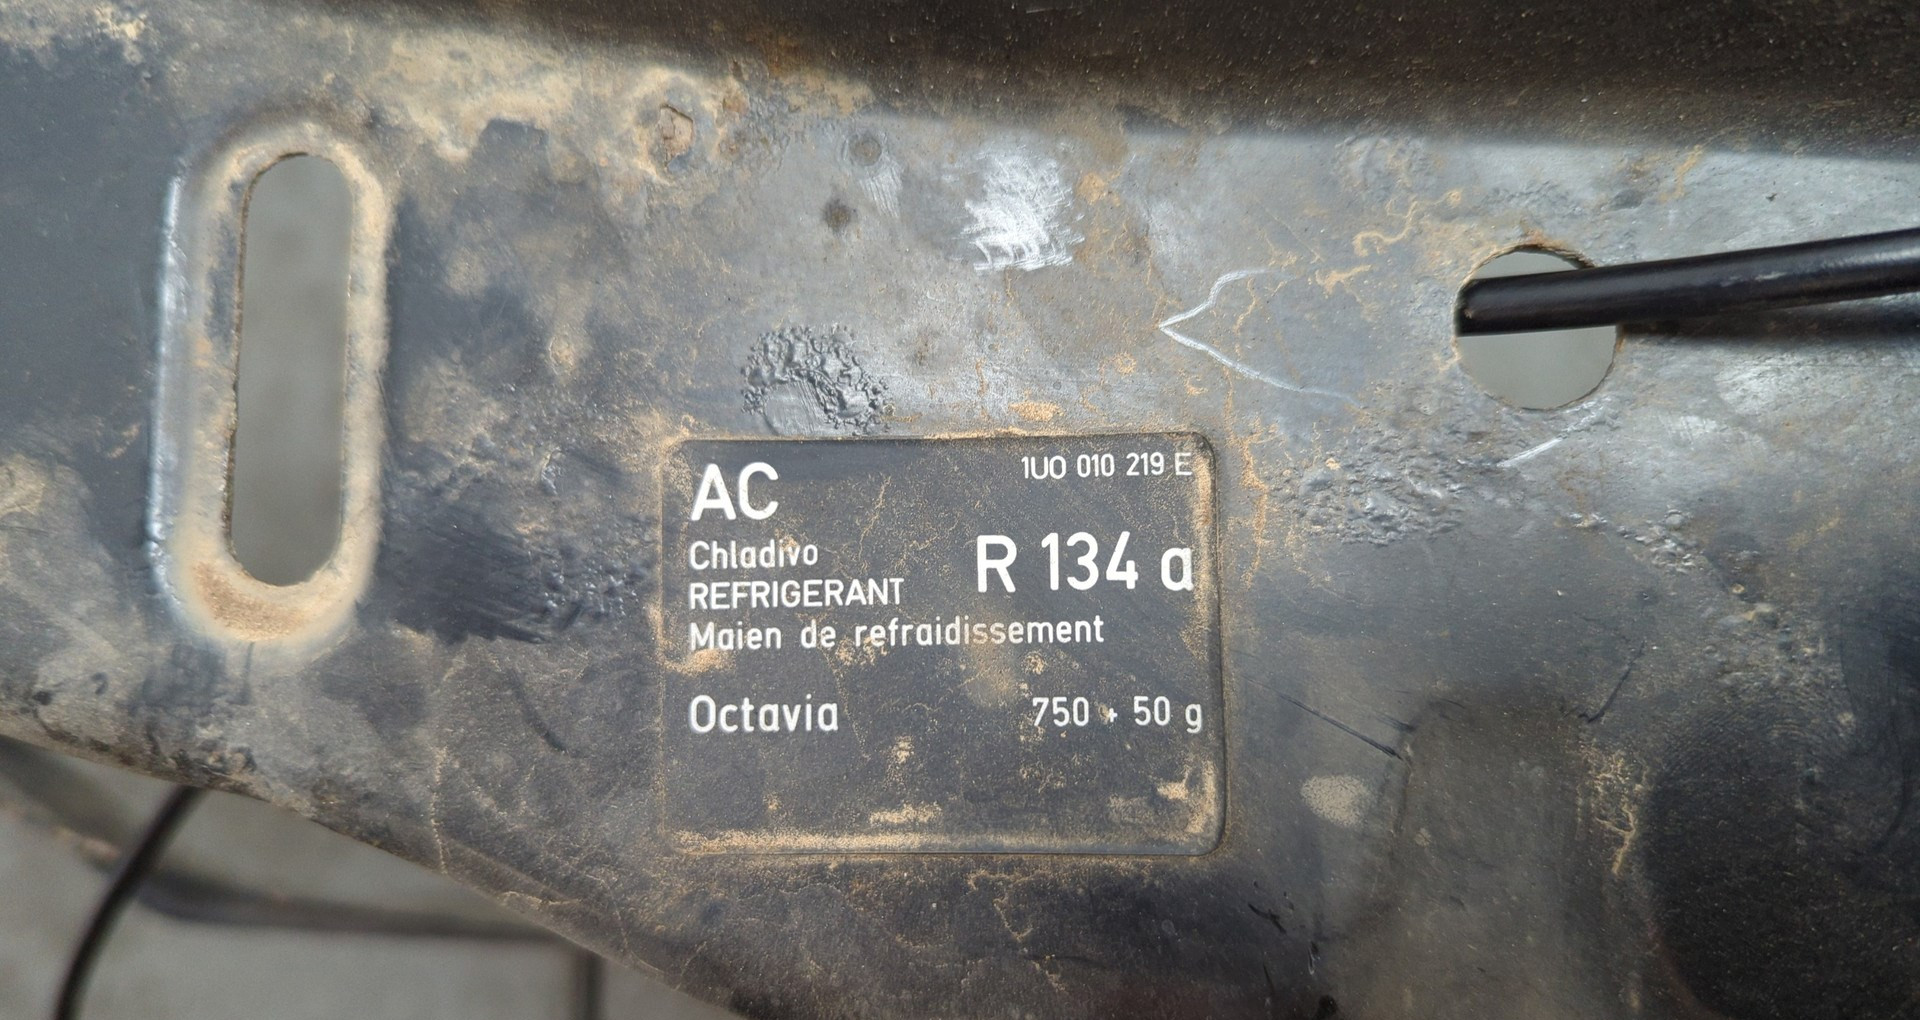 AC
1U0 010 219 E
Chladivo
REFRIGERANT
R 134 a
Maien de refraidissement
Octavia
750 + 50 g